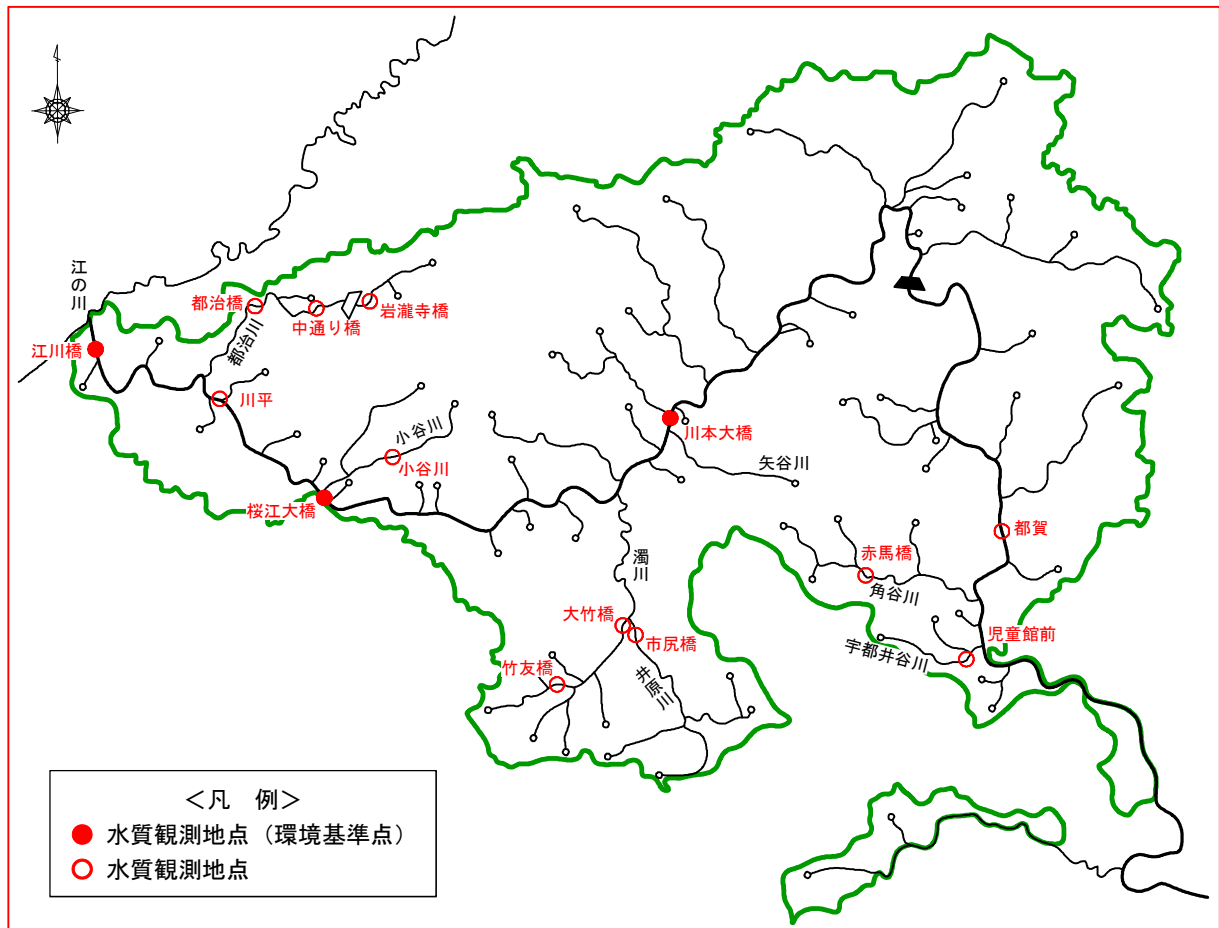 江の川
都治橋
中通り橋
岩瀧寺橋
都治川
江川橋
川平
小谷川
小谷川
桜江大橋
川本大橋
矢谷川
濁川
大竹橋
市尻橋
竹友橋
井原川
都賀
赤馬橋
角谷川
児童館前
宇都井谷川
<凡 例>
水質観測地点（環境基準点）
水質観測地点